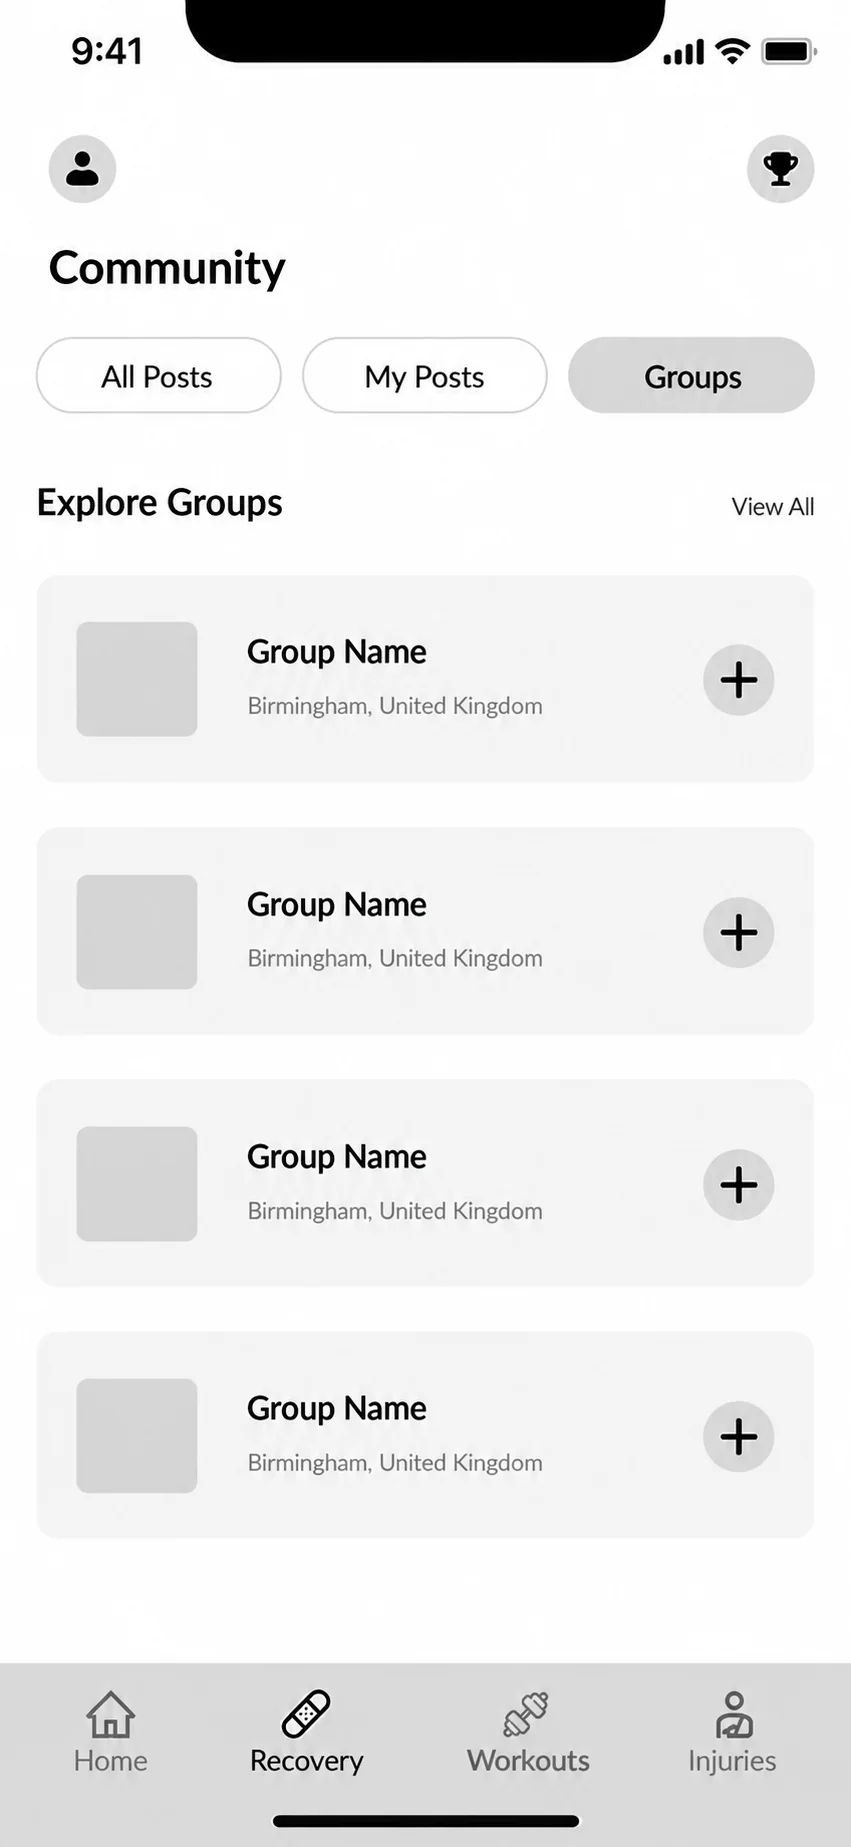 9:41
Community
All Posts
My Posts
Groups
Explore Groups
View All
Group Name
Birmingham, United Kingdom
Group Name
Birmingham, United Kingdom
Group Name
Birmingham, United Kingdom
Group Name
Birmingham, United Kingdom
Home
Recovery
Workouts
Injuries